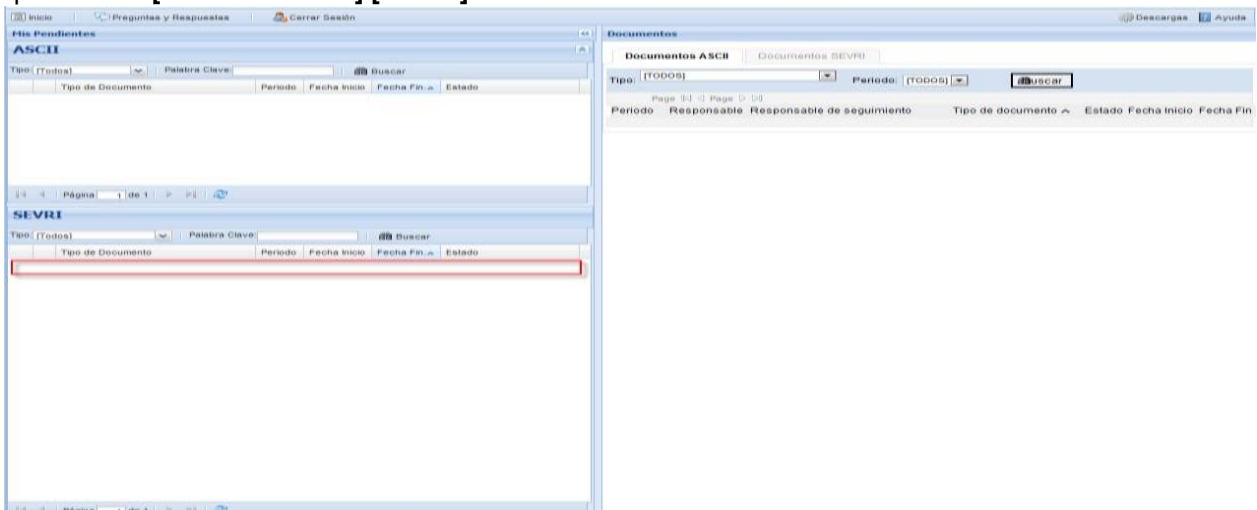 Inicio Preguntas y Respuestas Cerrar Sesión Descargas Ayuda
Mis Pendientes
ASCII
Tipo: [Todos] Palabra Clave: Buscar
Tipo de Documento Periodo Fecha Inicio Fecha Fin Estado
Página 1 de 1
SEVRI
Tipo: [Todos] Palabra Clave: Buscar
Tipo de Documento Periodo Fecha Inicio Fecha Fin Estado
Documentos
Documentos ASCII Documentos SEVRI
Tipo: [TODOS] Periodo: [TODOS] Buscar
Page Page
Periodo Responsable Responsable de seguimiento Tipo de documento Estado Fecha Inicio Fecha Fin